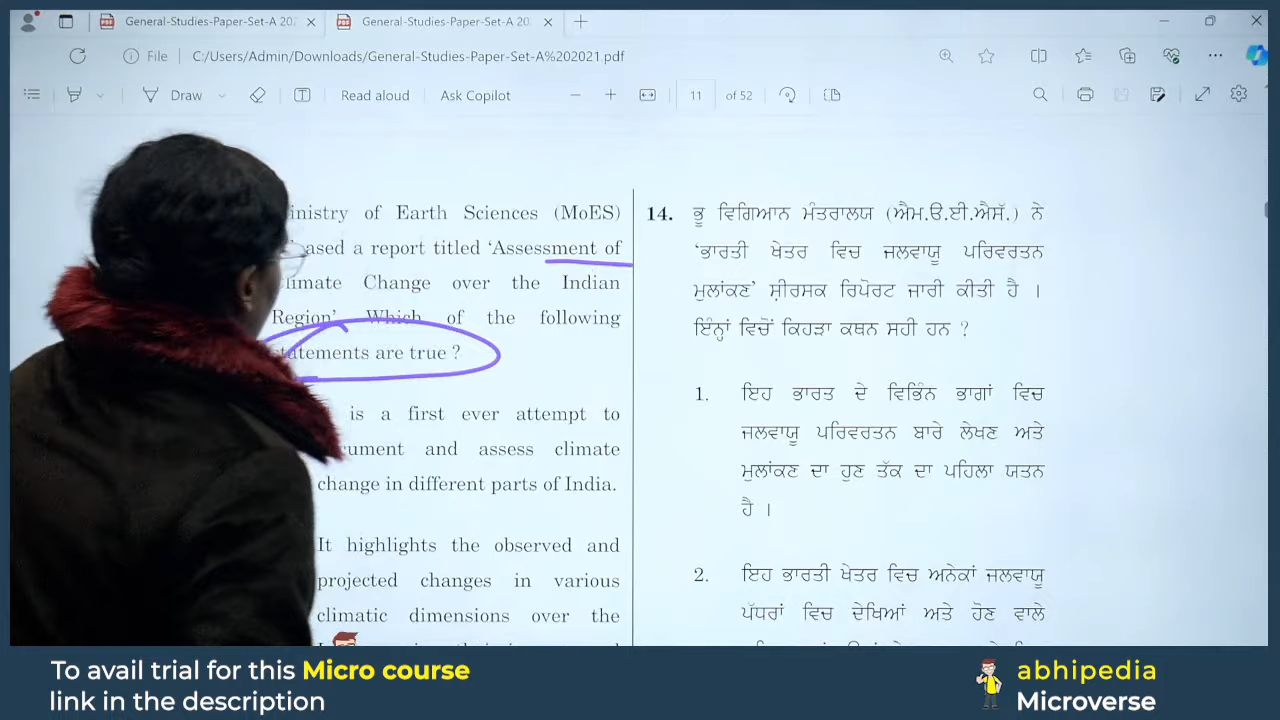 General-Studies-Paper-Set-A 202
General-Studies-Paper-Set-A 20
File C:/Users/Admin/Downloads/General-Studies-Paper-Set-A%202021.pdf
Draw
Read aloud
Ask Copilot
11 of 52
inistry of Earth Sciences (MoES)
ased a report titled ‘Assessment of
limate Change over the Indian
Region’ Which of the following
statements are true ?
is a first ever attempt to
cument and assess climate
change in different parts of India.
It highlights the observed and
projected changes in various
climatic dimensions over the
14. ਭੂ ਵਿਗਿਆਨ ਮੰਤਰਾਲਯ (ਐਮ.ੳ.ਈ.ਐਸੱ.) ਨੇ
‘ਭਾਰਤੀ ਖੇਤਰ ਵਿਚ ਜਲਵਾਯੂ ਪਰਿਵਰਤਨ
ਮੁਲਾਂਕਣ’ ਸ਼ੀਰਸਕ ਰਿਪੋਰਟ ਜਾਰੀ ਕੀਤੀ ਹੈ ।
ਇੰਨ੍ਹਾਂ ਵਿਚੋਂ ਕਿਹੜਾ ਕਥਨ ਸਹੀ ਹਨ ?
1. ਇਹ ਭਾਰਤ ਦੇ ਵਿਭਿੰਨ ਭਾਗਾਂ ਵਿਚ
ਜਲਵਾਯੂ ਪਰਿਵਰਤਨ ਬਾਰੇ ਲੇਖਣ ਅਤੇ
ਮੁਲਾਂਕਣ ਦਾ ਹੁਣ ਤੱਕ ਦਾ ਪਹਿਲਾ ਯਤਨ
ਹੈ ।
2. ਇਹ ਭਾਰਤੀ ਖੇਤਰ ਵਿਚ ਅਨੇਕਾਂ ਜਲਵਾਯੂ
ਪੱਧਰਾਂ ਵਿਚ ਦੇਖਿਆਂ ਅਤੇ ਹੋਣ ਵਾਲੇ
To avail trial for this Micro course
link in the description
abhipedia
Microverse